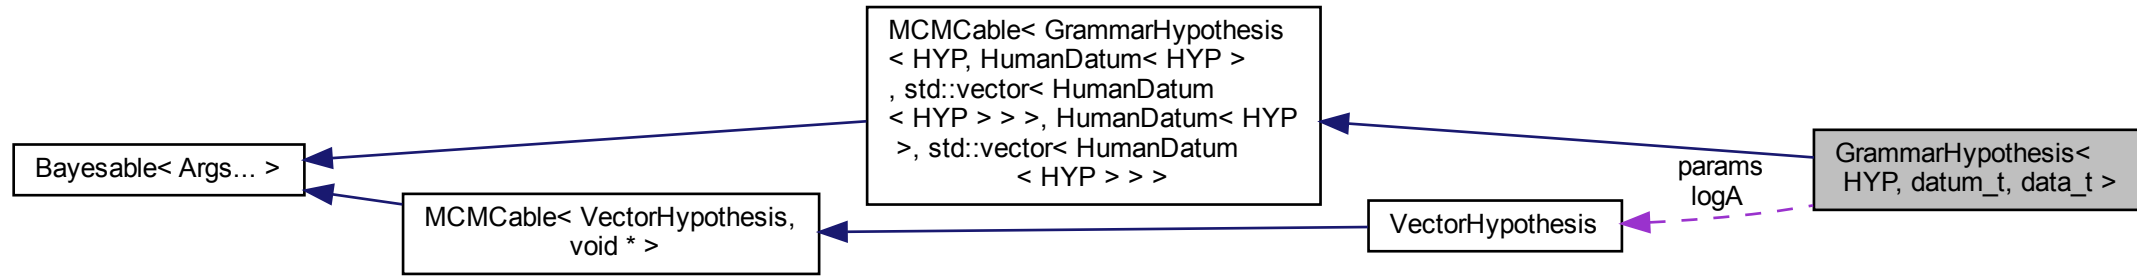 MCMCable< GrammarHypothesis
< HYP, HumanDatum< HYP >
, std::vector< HumanDatum
< HYP > > >, HumanDatum< HYP
>, std::vector< HumanDatum
< HYP > > >
Bayesable< Args... >
MCMCable< VectorHypothesis,
void * >
VectorHypothesis
params
logA
GrammarHypothesis<
HYP, datum_t, data_t >